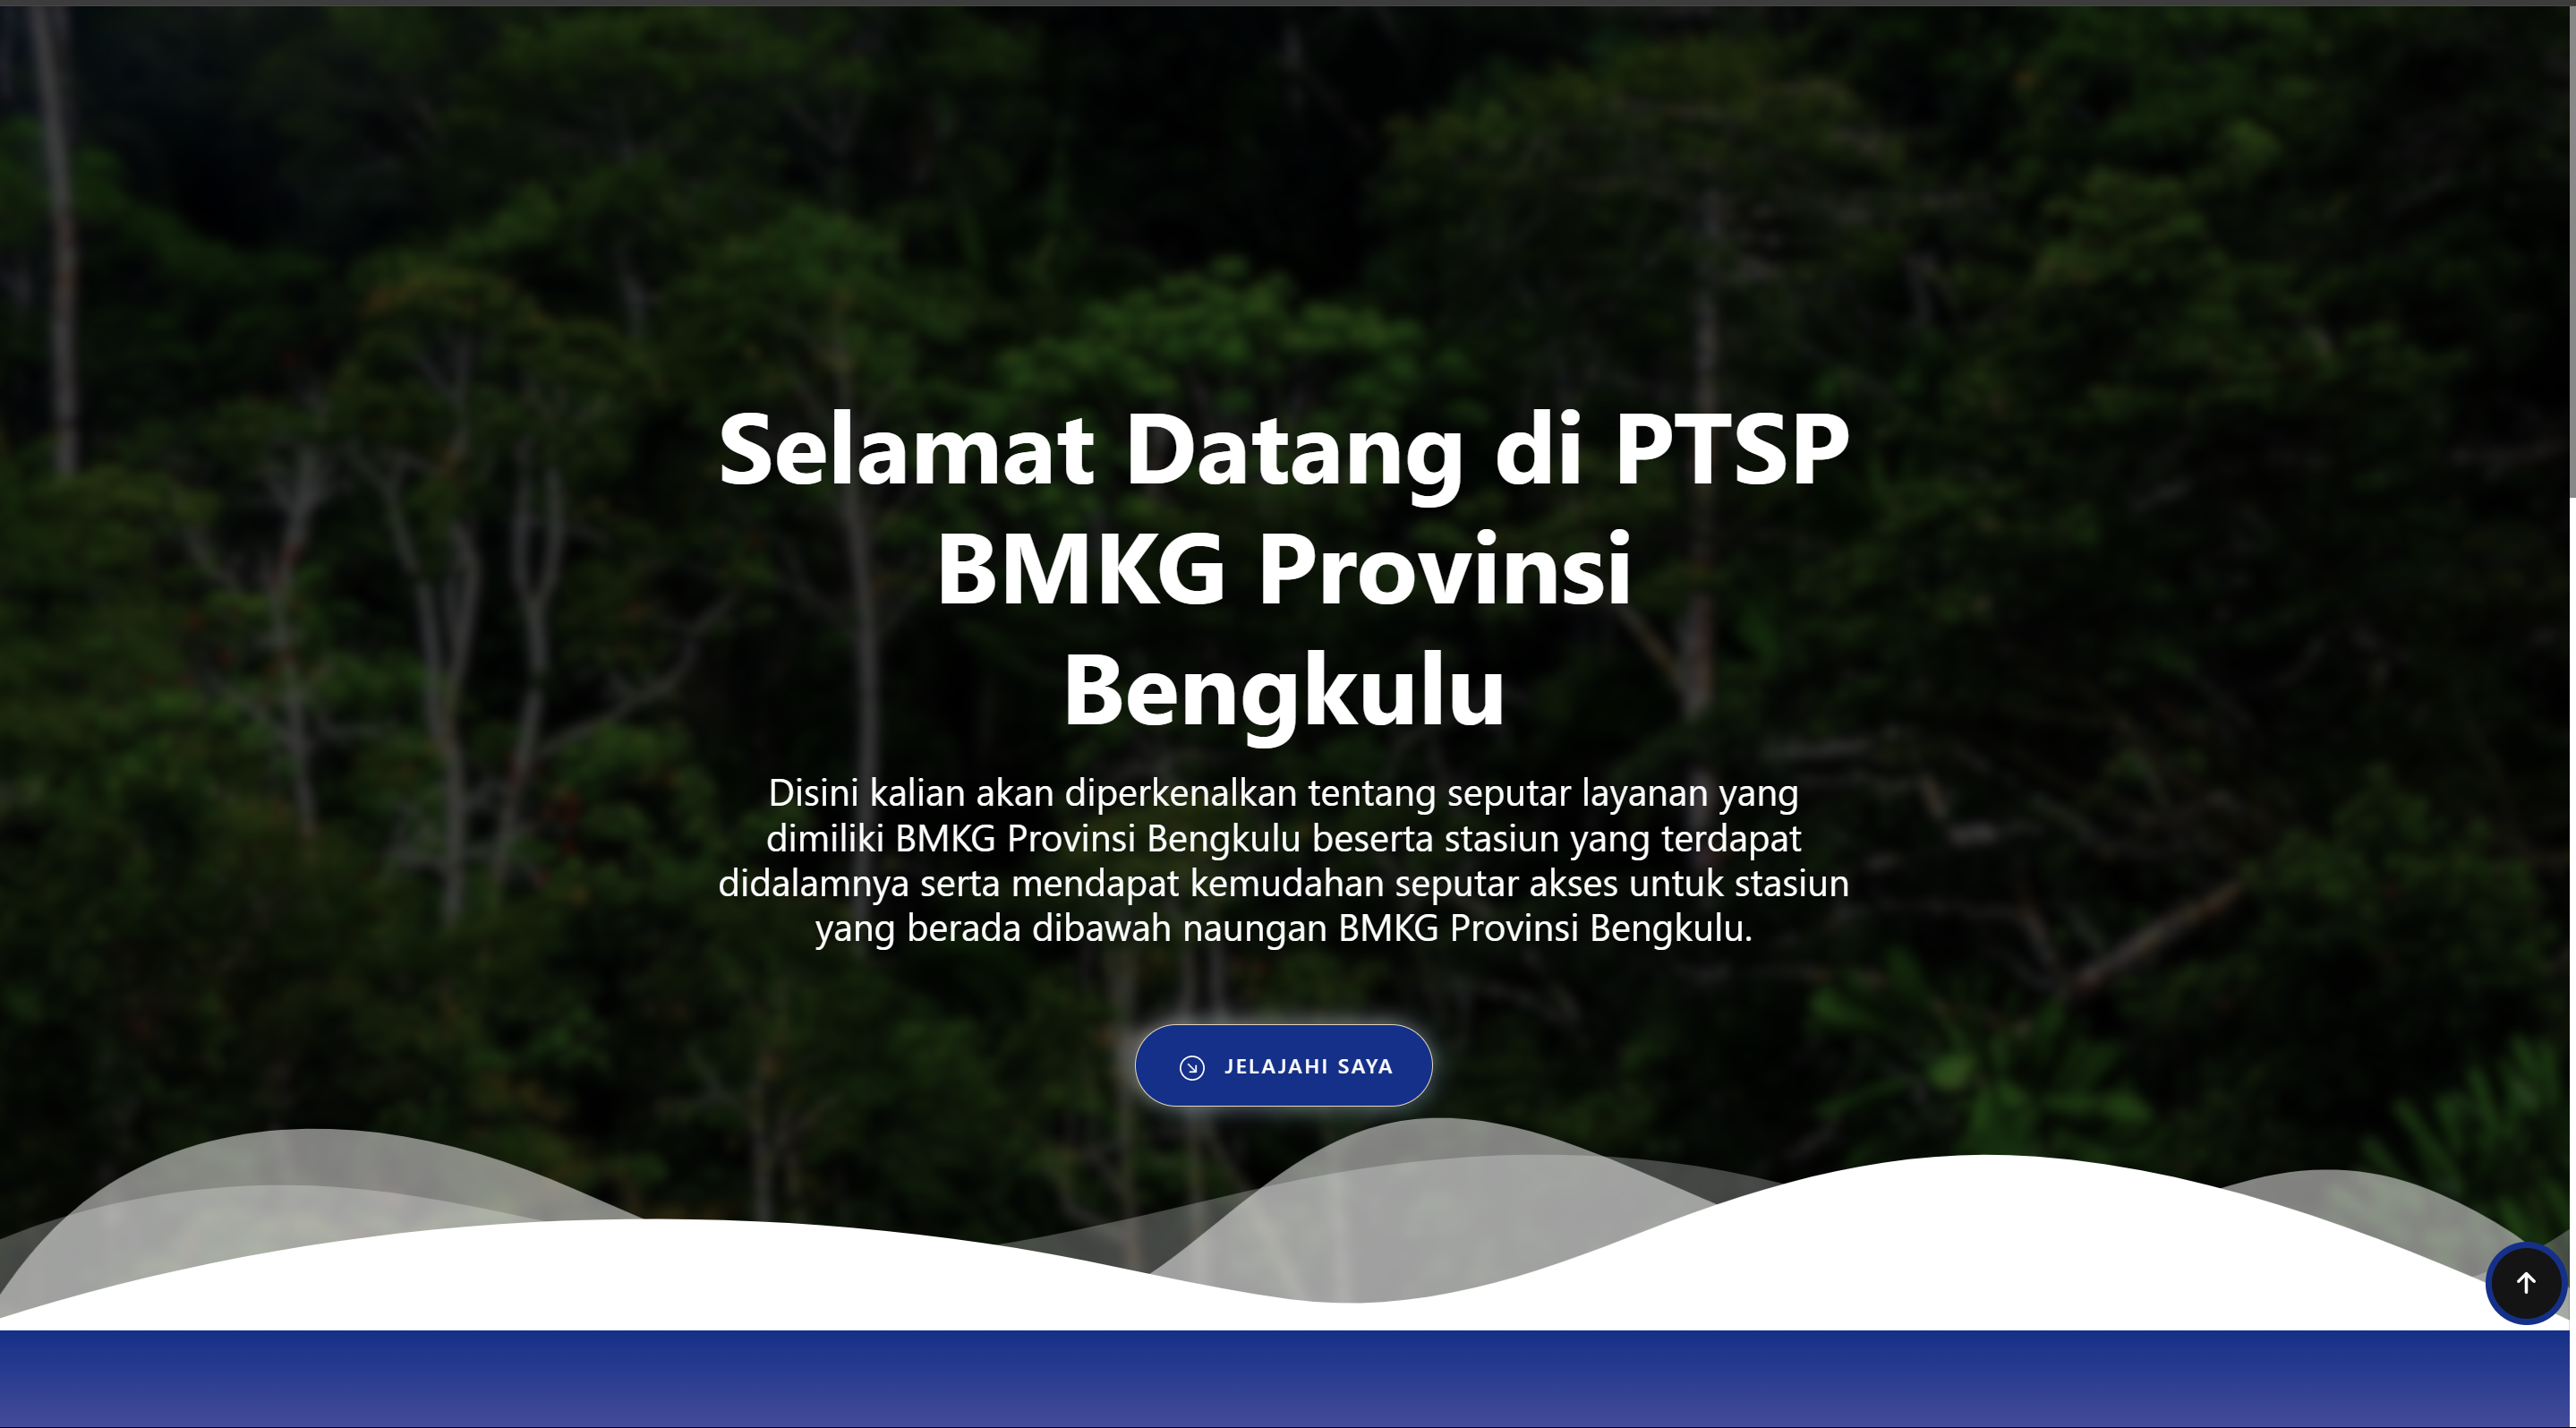 Selamat Datang di PTSP
BMKG Provinsi
Bengkulu
Disini kalian akan diperkenalkan tentang seputar layanan yang
dimiliki BMKG Provinsi Bengkulu beserta stasiun yang terdapat
didalamnya serta mendapat kemudahan seputar akses untuk stasiun
yang berada dibawah naungan BMKG Provinsi Bengkulu.
JELAJAHI SAYA